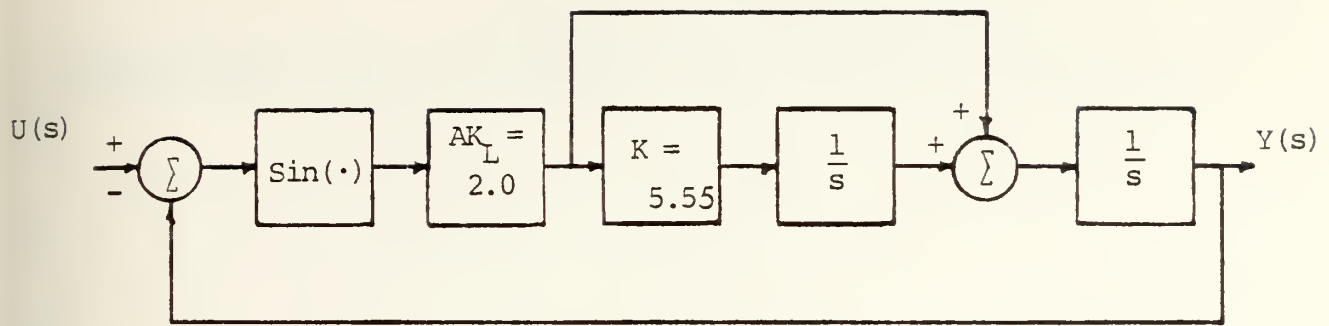 U(s)
+
-
Σ
Sin(·)
AK_L =
2.0
K =
5.55
1
s
+
+
Σ
1
s
Y(s)